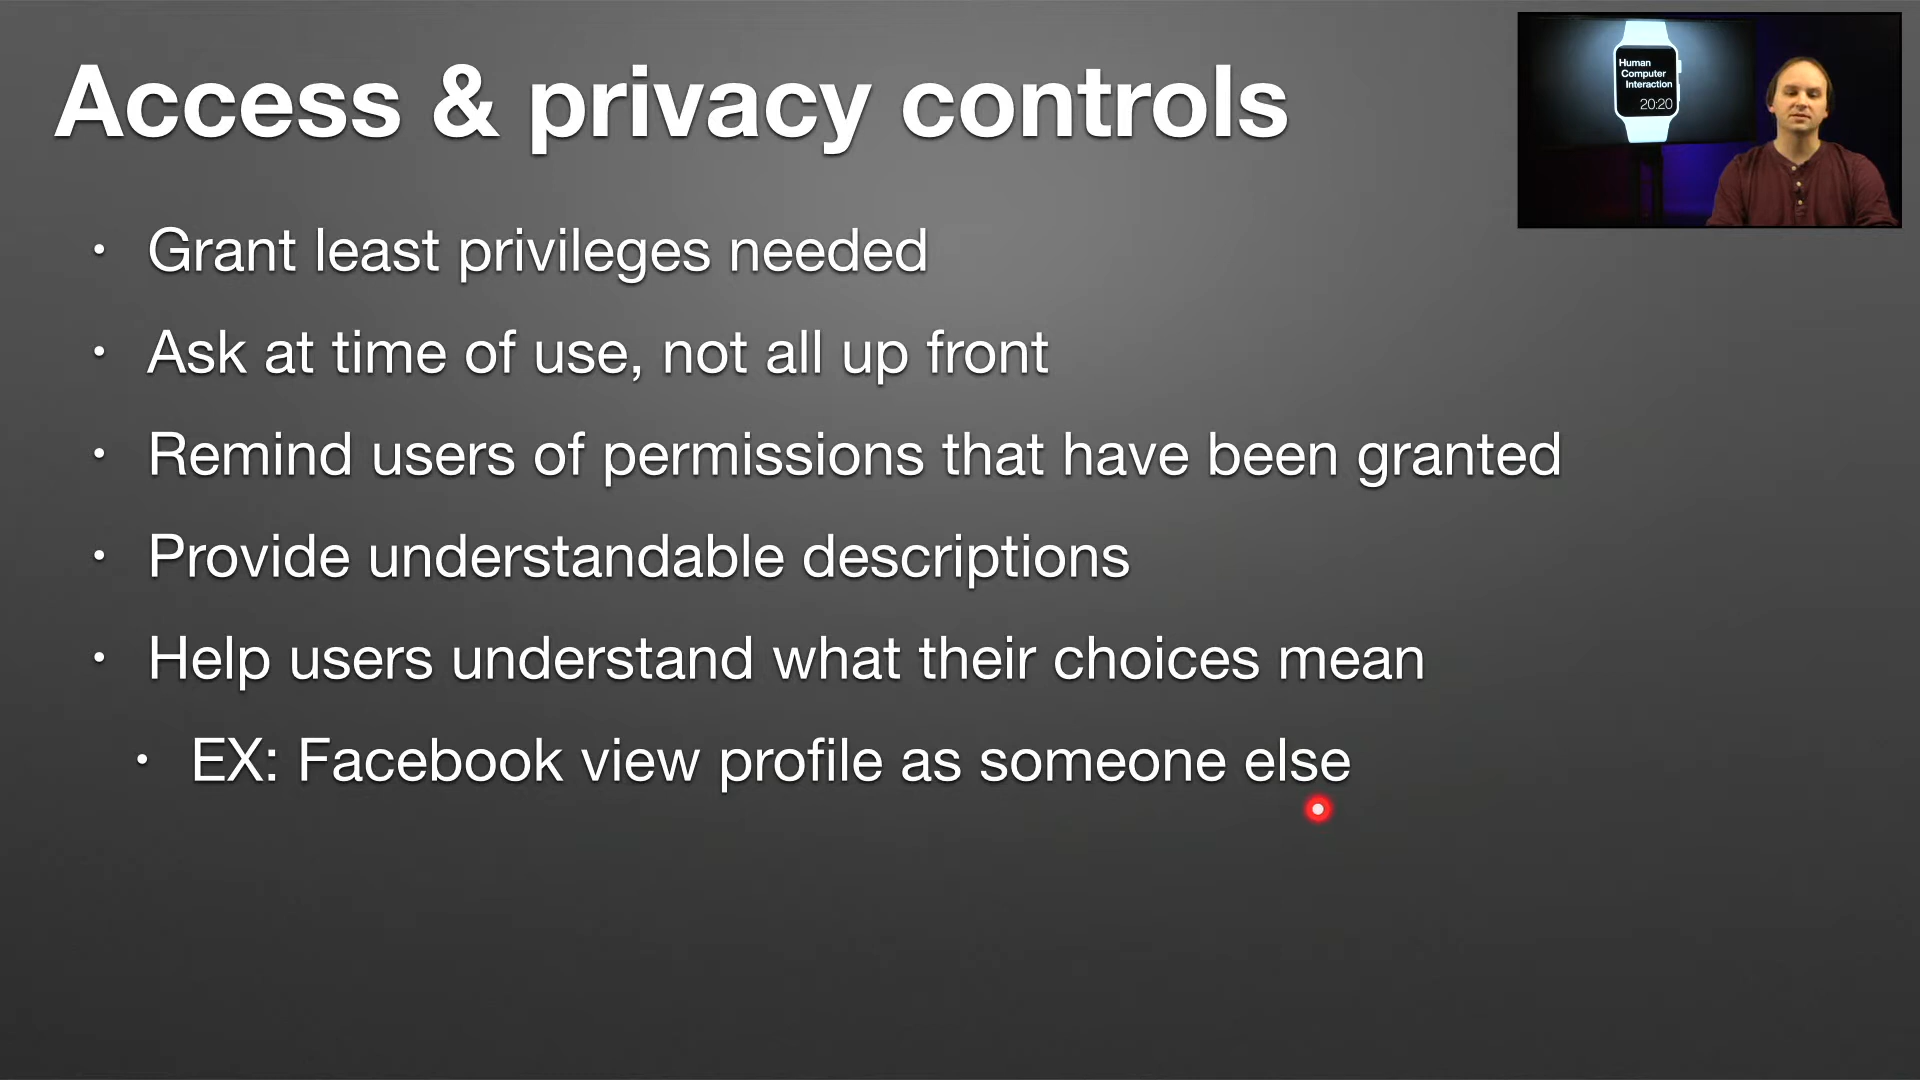 Access & privacy controls
Human
Computer
Interaction
20:20
• Grant least privileges needed
• Ask at time of use, not all up front
• Remind users of permissions that have been granted
• Provide understandable descriptions
• Help users understand what their choices mean
• EX: Facebook view profile as someone else